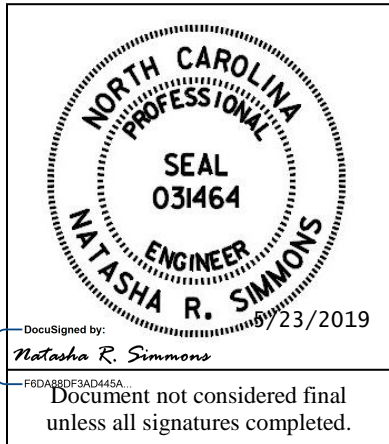 NORTH CAROLINA
PROFESSIONAL
SEAL
031464
ENGINEER
NATASHA R. SIMMONS
5/23/2019
DocuSigned by:
Natasha R. Simmons
F6DA88DF3AD445A...
Document not considered final
unless all signatures completed.